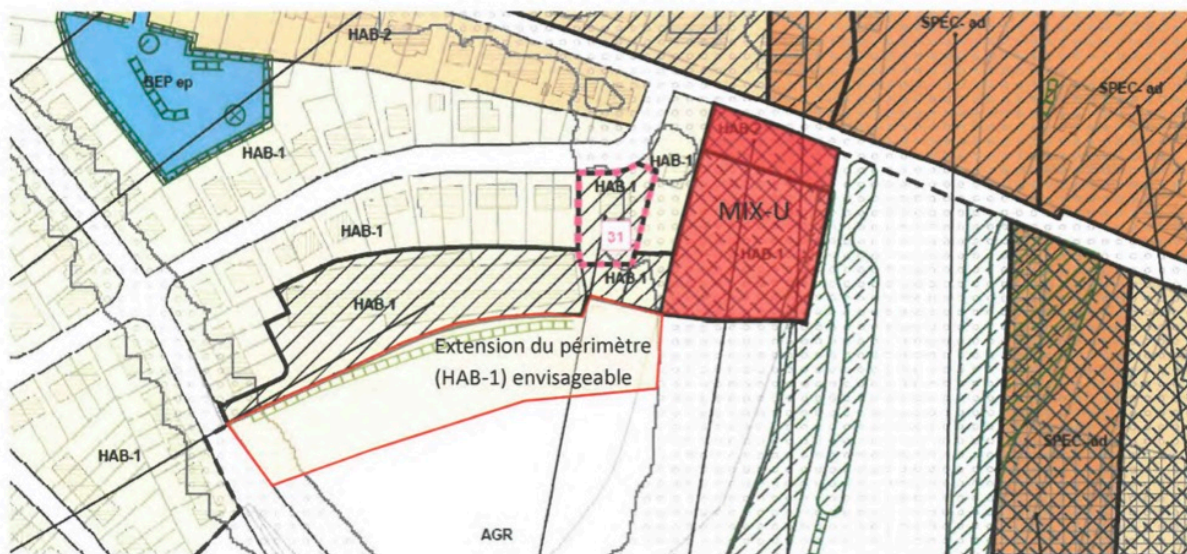 SPEC- ad
HAB-2
BEP ep
SPEC- ad
HAB-2
HAB-1
HAB-1
HAB-1
MIX-U
HAB-1
31
HAB-1
HAB-1
HAB-1
Extension du périmètre
(HAB-1) envisageable
SPEC- ad
HAB-1
AGR